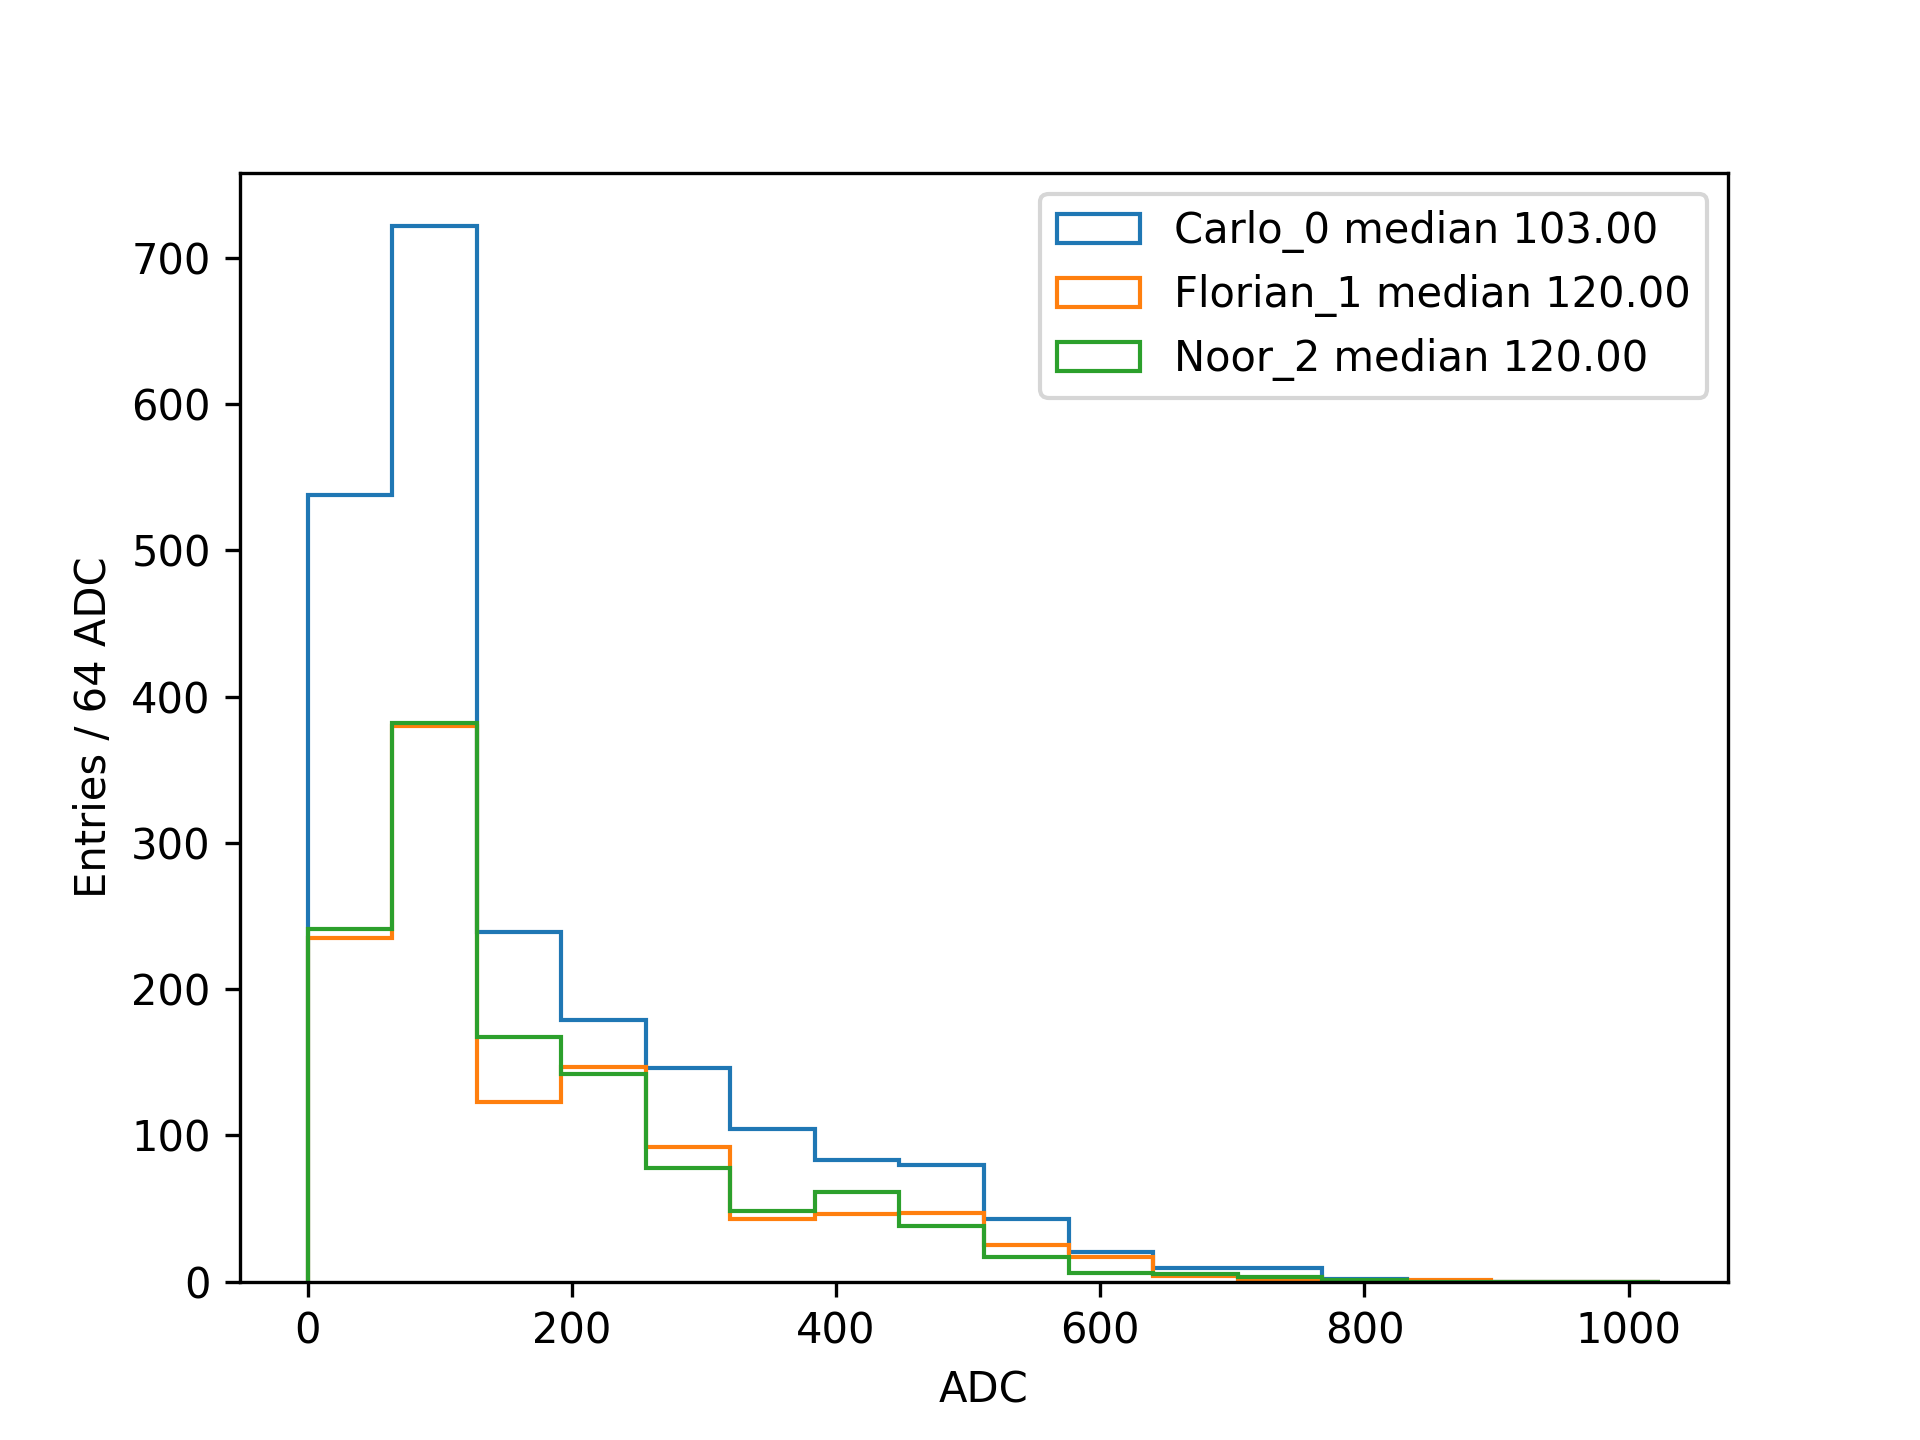 Carlo_0 median 103.00
Florian_1 median 120.00
Noor_2 median 120.00
700
600
500
400
300
200
100
0
Entries / 64 ADC
0 200 400 600 800 1000
ADC